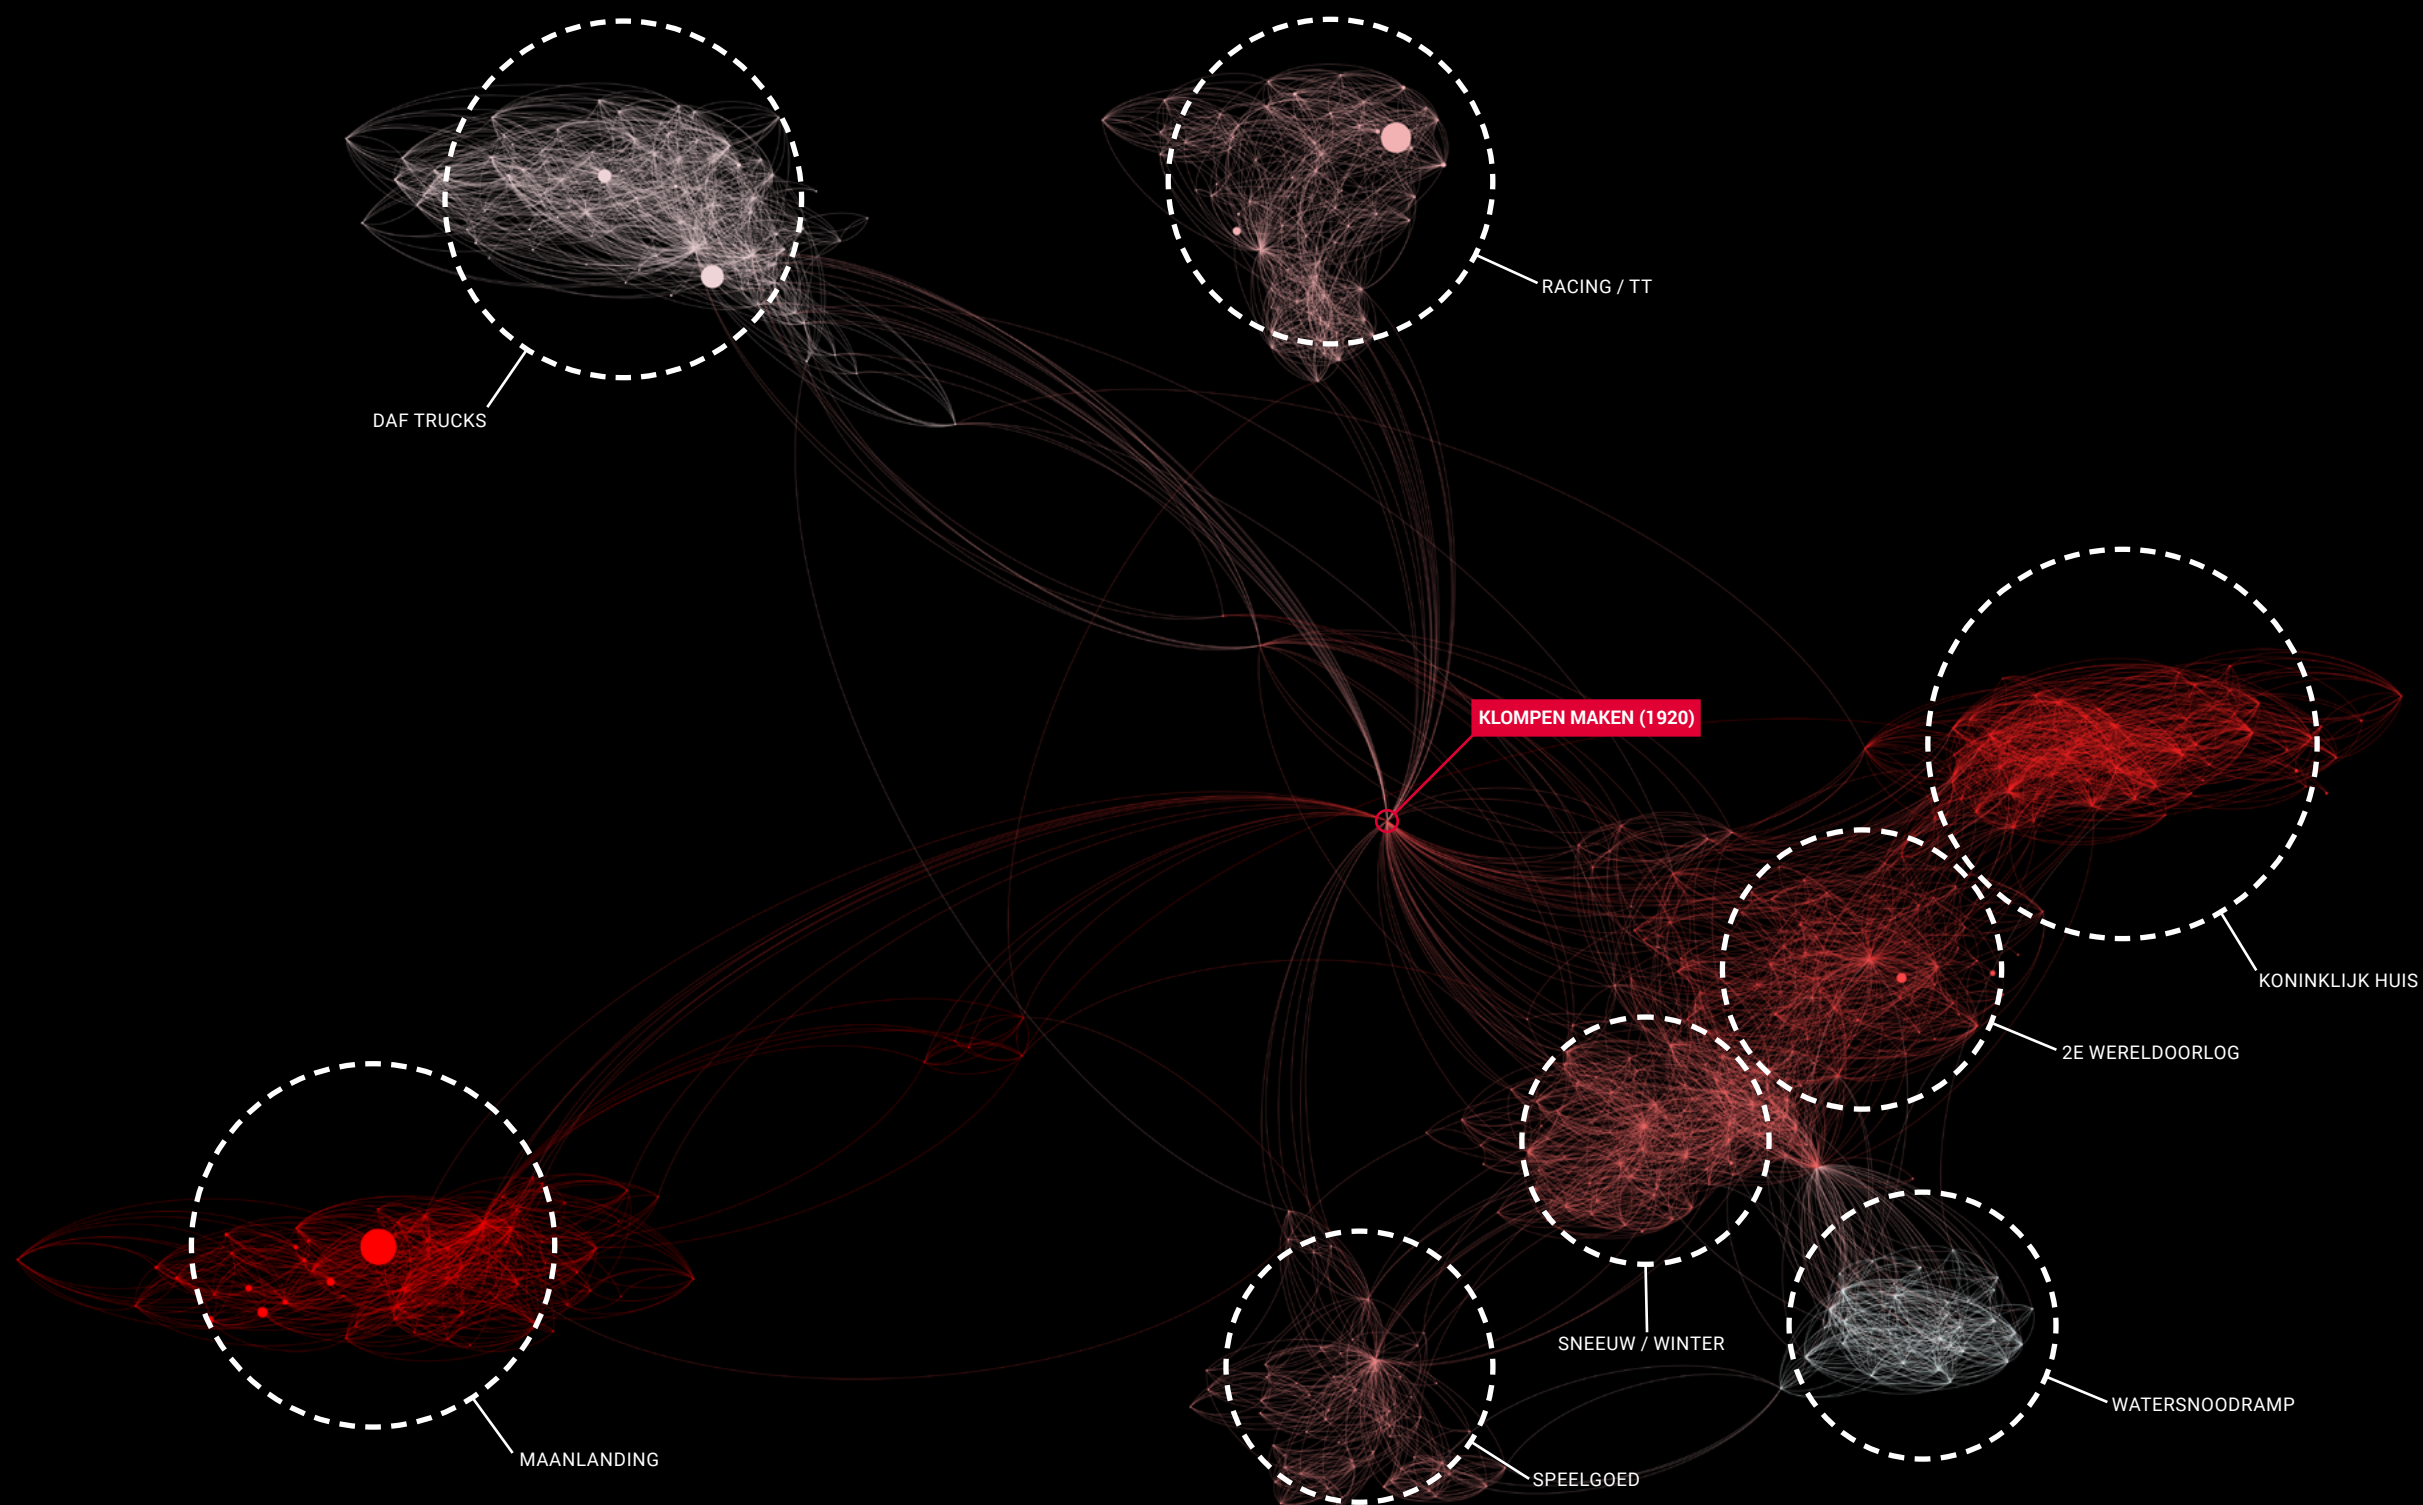 RACING / TT
DAF TRUCKS
KLOMPEN MAKEN (1920)
KONINKLIJK HUIS
2E WERELDOORLOG
SNEEUW / WINTER
WATERSNOODRAMP
MAANLANDING
SPEELGOED